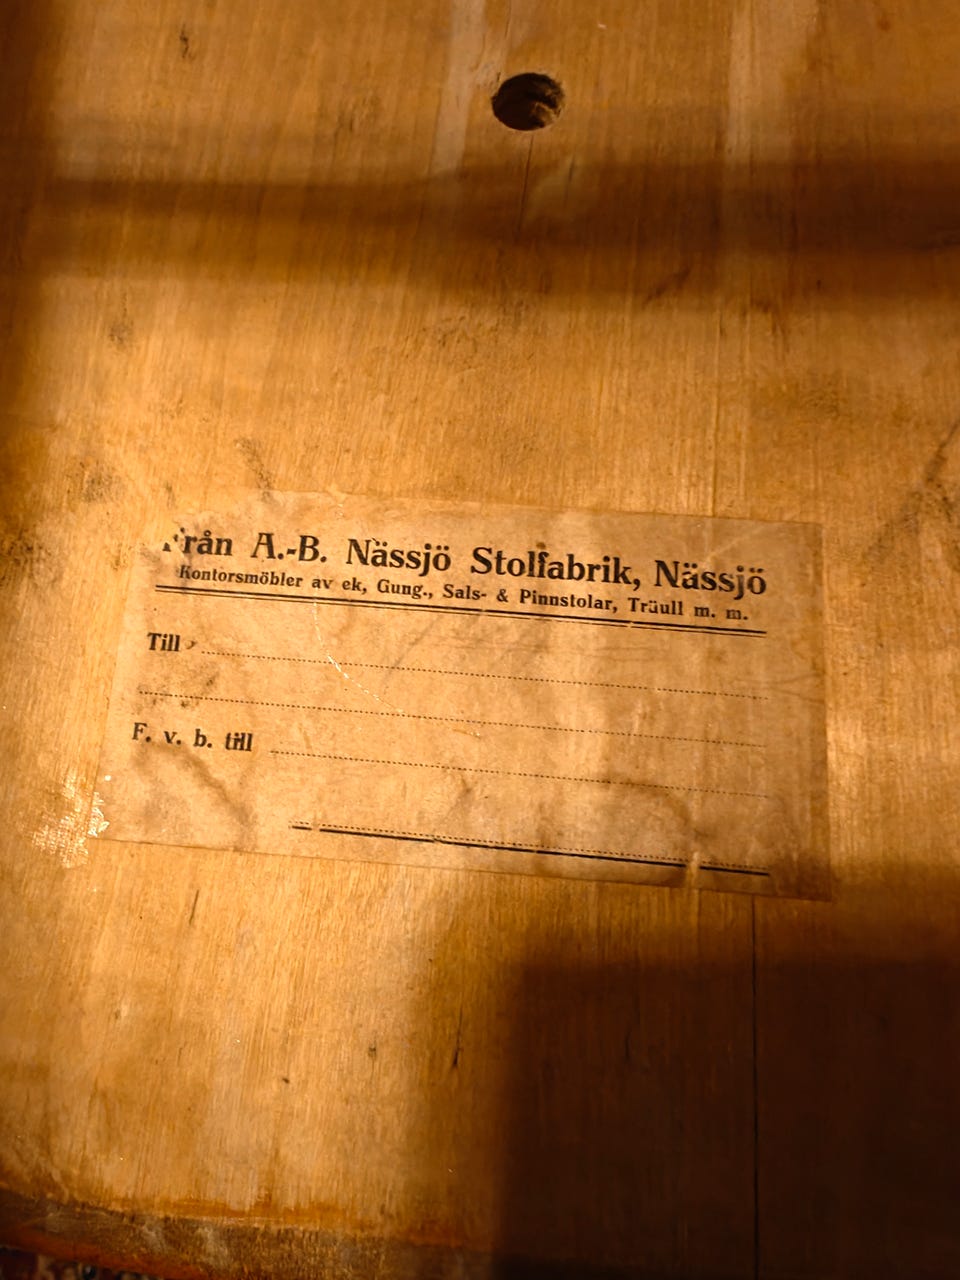 Från A.-B. Nässjö Stolfabrik, Nässjö
Kontorsmöbler av ek, Gung-, Sals- & Pinnstolar, Träull m. m.
Till
F. v. b. till